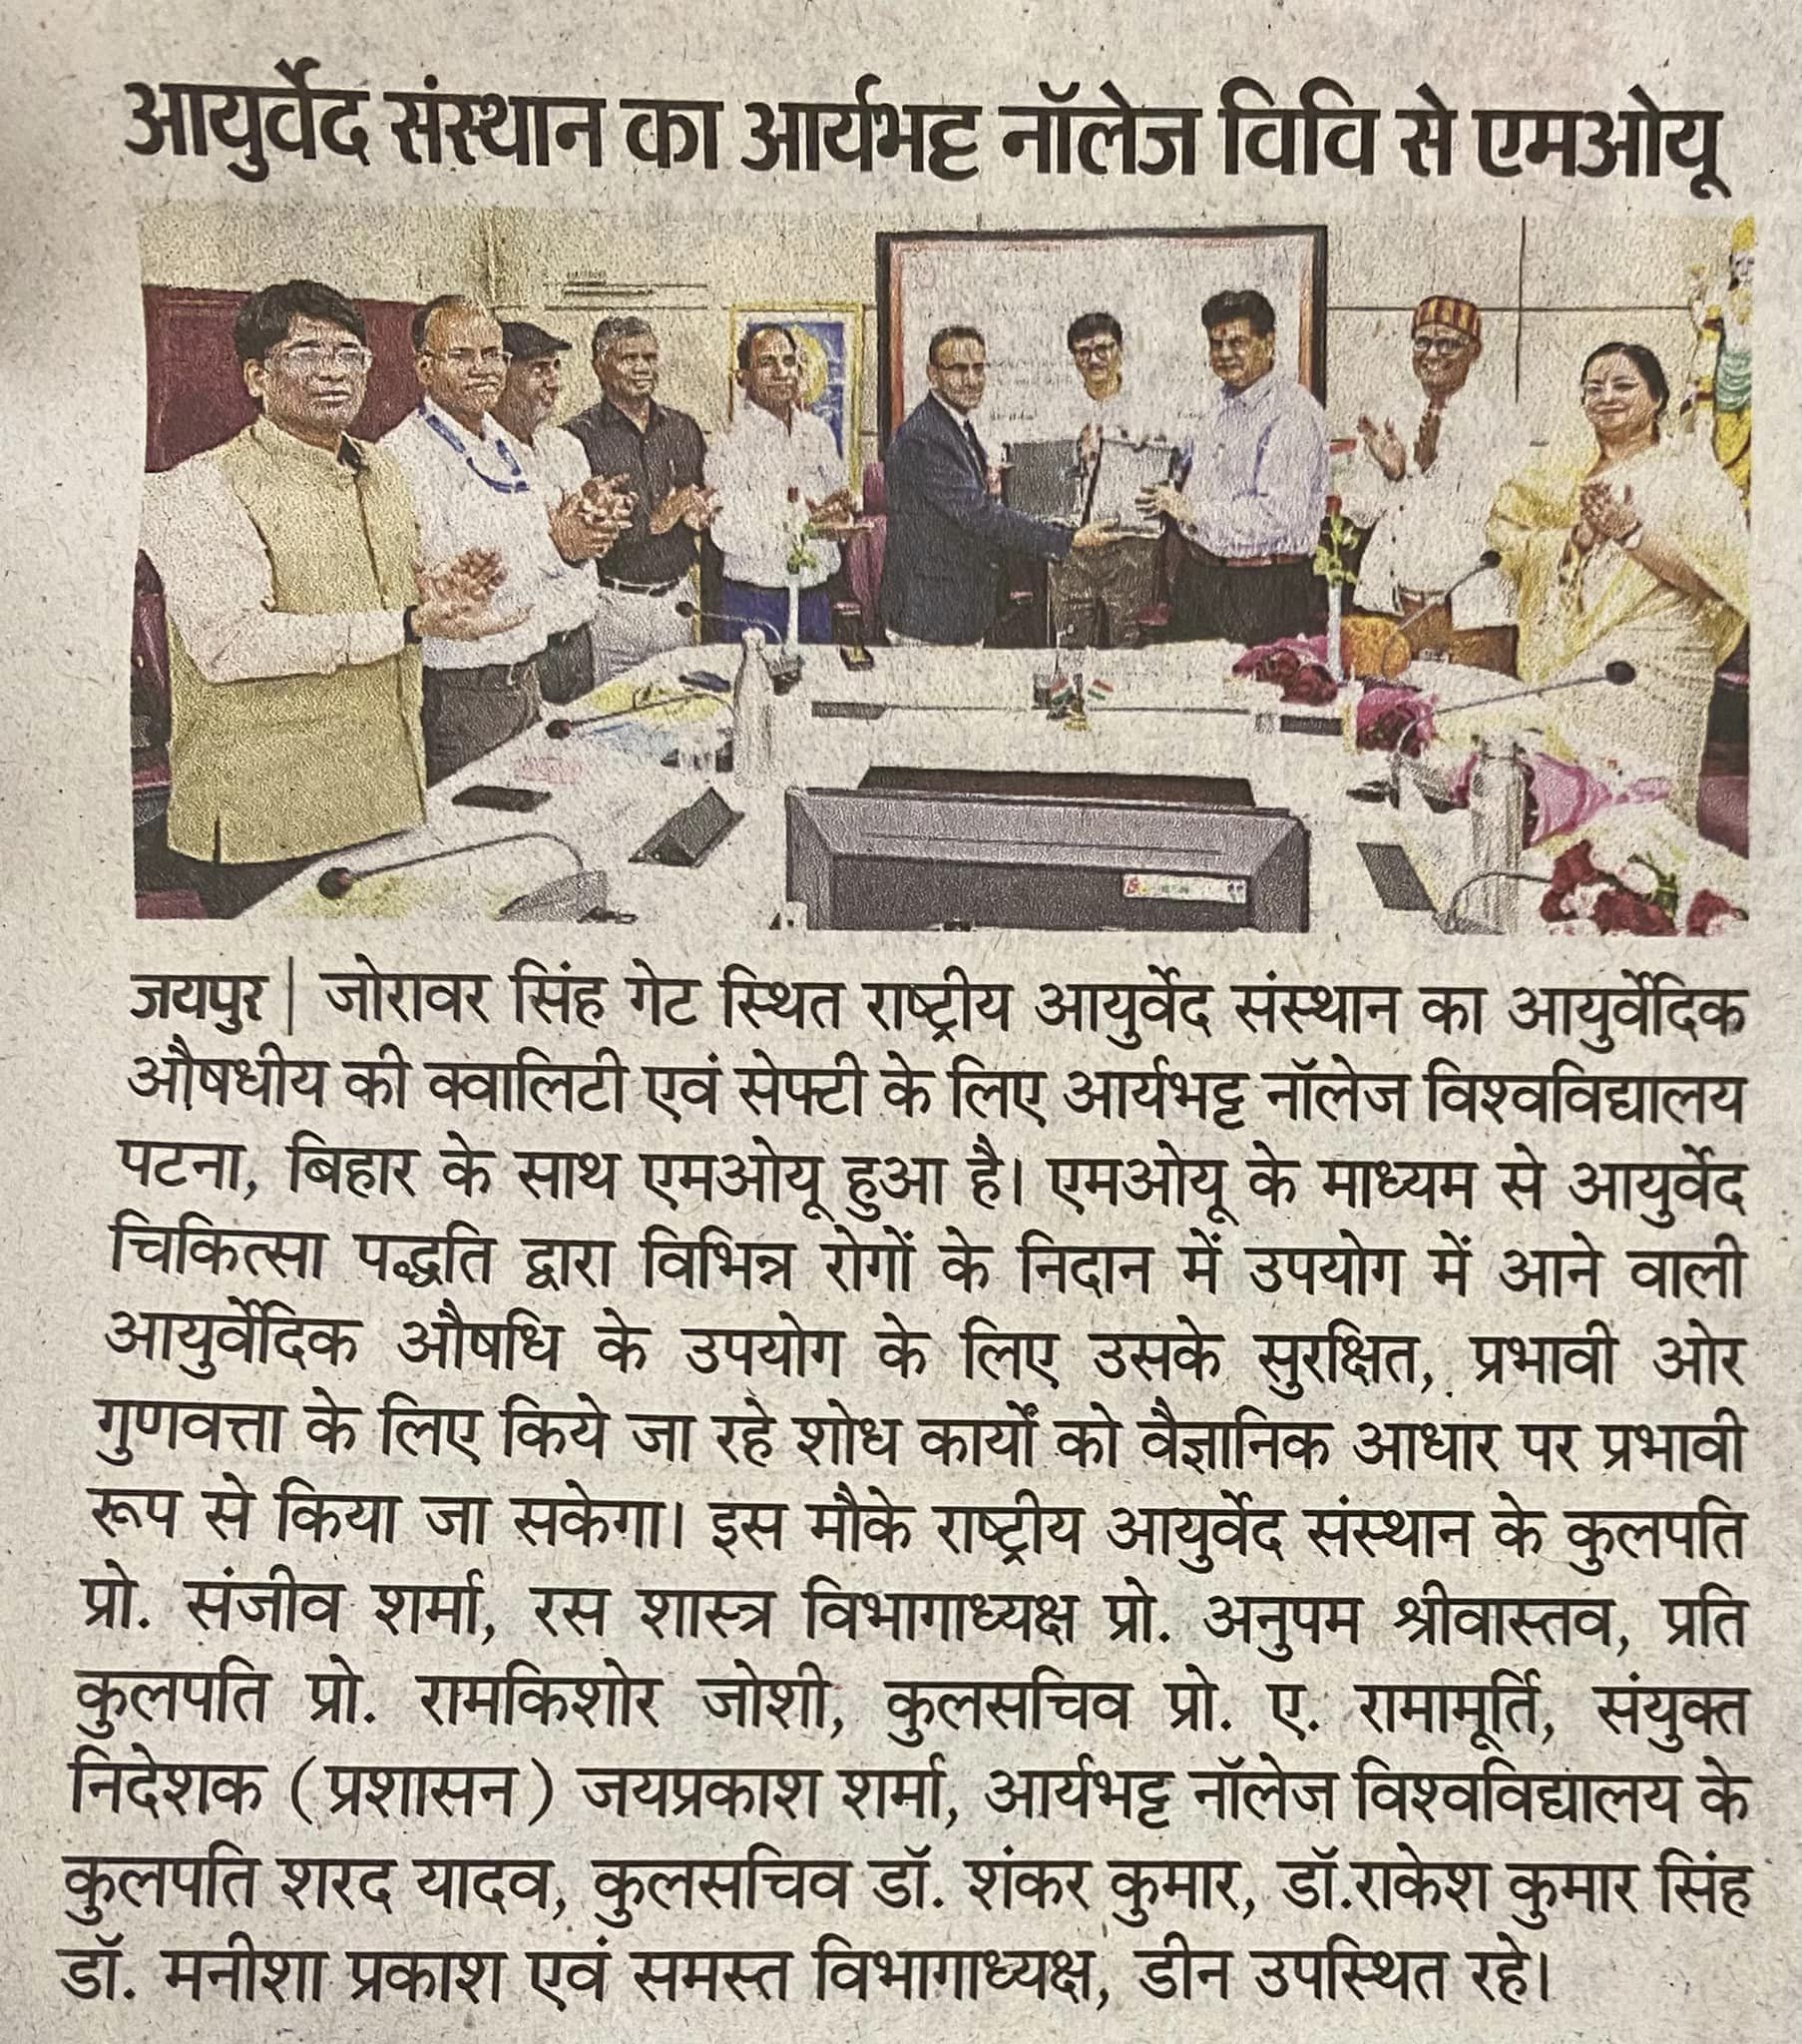 आयुर्वेद संस्थान का आर्यभट्ट नॉलेज विवि से एमओयू
जयपुर | जोरावर सिंह गेट स्थित राष्ट्रीय आयुर्वेद संस्थान का आयुर्वेदिक
औषधीय की क्वालिटी एवं सेफ्टी के लिए आर्यभट्ट नॉलेज विश्वविद्यालय
पटना, बिहार के साथ एमओयू हुआ है। एमओयू के माध्यम से आयुर्वेद
चिकित्सा पद्धति द्वारा विभिन्न रोगों के निदान में उपयोग में आने वाली
आयुर्वेदिक औषधि के उपयोग के लिए उसके सुरक्षित, प्रभावी ओर
गुणवत्ता के लिए किये जा रहे शोध कार्यों को वैज्ञानिक आधार पर प्रभावी
रूप से किया जा सकेगा। इस मौके राष्ट्रीय आयुर्वेद संस्थान के कुलपति
प्रो. संजीव शर्मा, रस शास्त्र विभागाध्यक्ष प्रो. अनुपम श्रीवास्तव, प्रति
कुलपति प्रो. रामकिशोर जोशी, कुलसचिव प्रो. ए. रामामूर्ति, संयुक्त
निदेशक (प्रशासन) जयप्रकाश शर्मा, आर्यभट्ट नॉलेज विश्वविद्यालय के
कुलपति शरद यादव, कुलसचिव डॉ. शंकर कुमार, डॉ.राकेश कुमार सिंह
डॉ. मनीशा प्रकाश एवं समस्त विभागाध्यक्ष, डीन उपस्थित रहे।